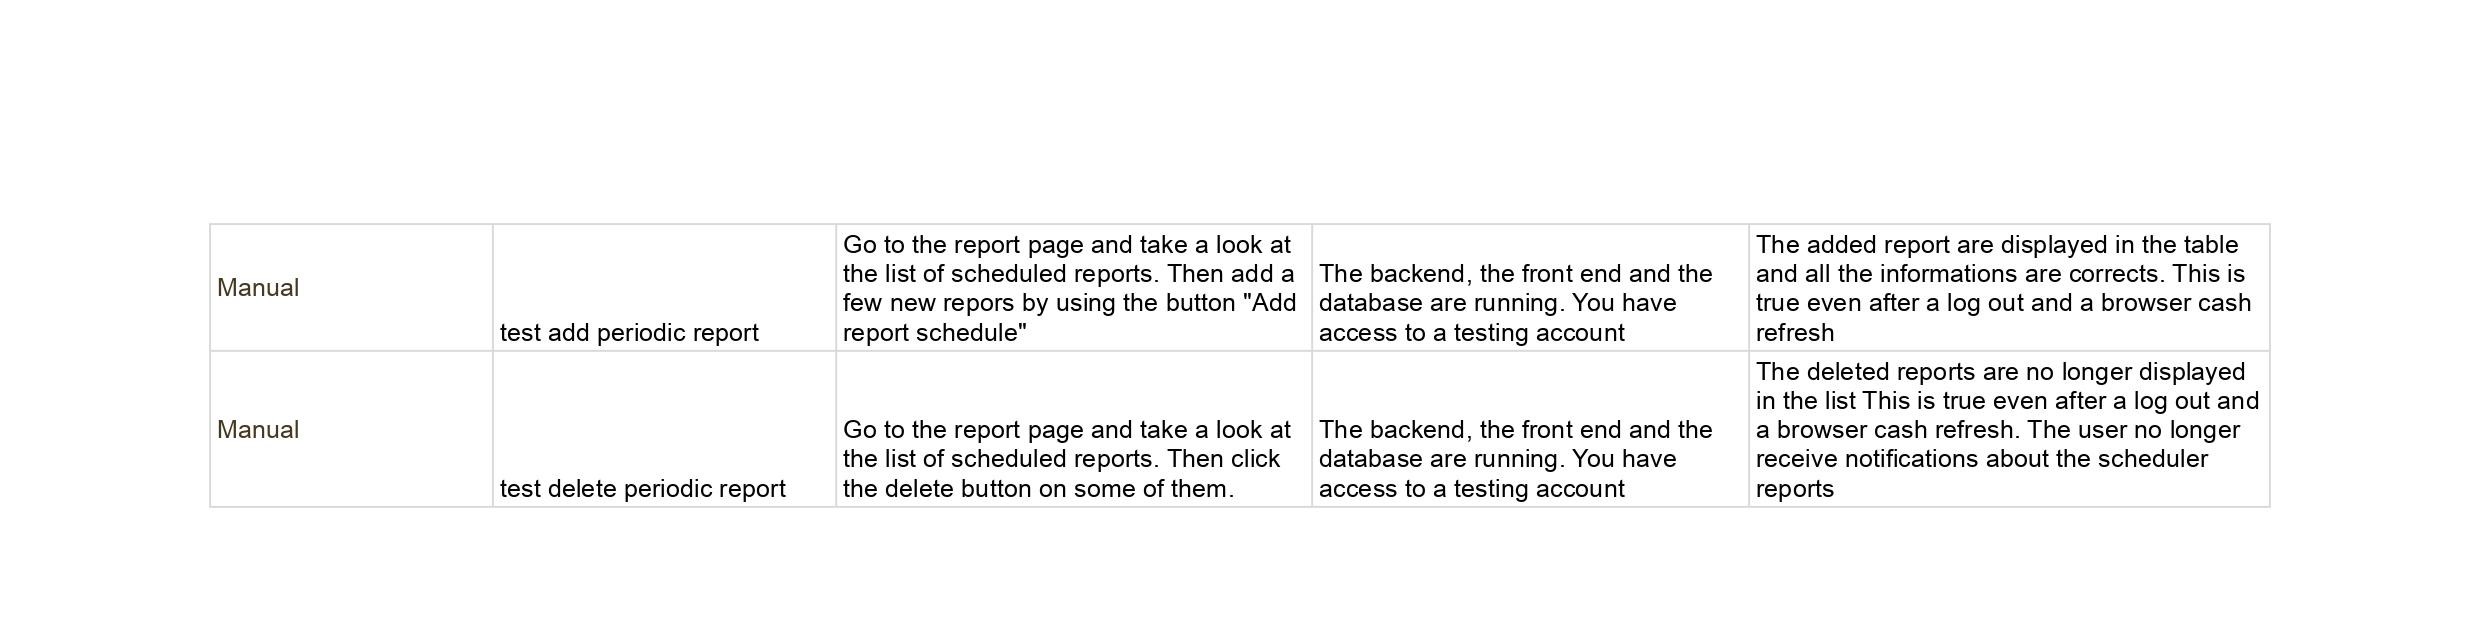 Manual
test add periodic report
Go to the report page and take a look at
the list of scheduled reports. Then add a
few new repors by using the button "Add
report schedule"
The backend, the front end and the
database are running. You have
access to a testing account
The added report are displayed in the table
and all the informations are corrects. This is
true even after a log out and a browser cash
refresh
Manual
test delete periodic report
Go to the report page and take a look at
the list of scheduled reports. Then click
the delete button on some of them.
The backend, the front end and the
database are running. You have
access to a testing account
The deleted reports are no longer displayed
in the list This is true even after a log out and
a browser cash refresh. The user no longer
receive notifications about the scheduler
reports